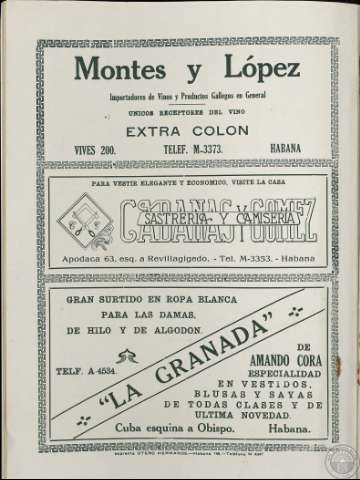 Montes y López
Importadores de Vinos y Productos Gallegos en General
UNICOS RECEPTORES DEL VINO
EXTRA COLON
VIVES 200. TELEF. M-3373. HABANA
PARA VESTIR ELEGANTE Y ECONOMICO, VISITE LA CASA
CABANAS Y GOMEZ
SASTRERIA Y CAMISERIA
Apodaca 63, esq. a Revillagigedo. - Tel. M-3353. - Habana
GRAN SURTIDO EN ROPA BLANCA
PARA LAS DAMAS,
DE HILO Y DE ALGODON.
TELF. A-4534.
"LA GRANADA"
DE
AMANDO CORA
ESPECIALIDAD
EN VESTIDOS,
BLUSAS Y SAYAS
DE TODAS CLASES Y DE
ULTIMA NOVEDAD.
Cuba esquina a Obispo. Habana.